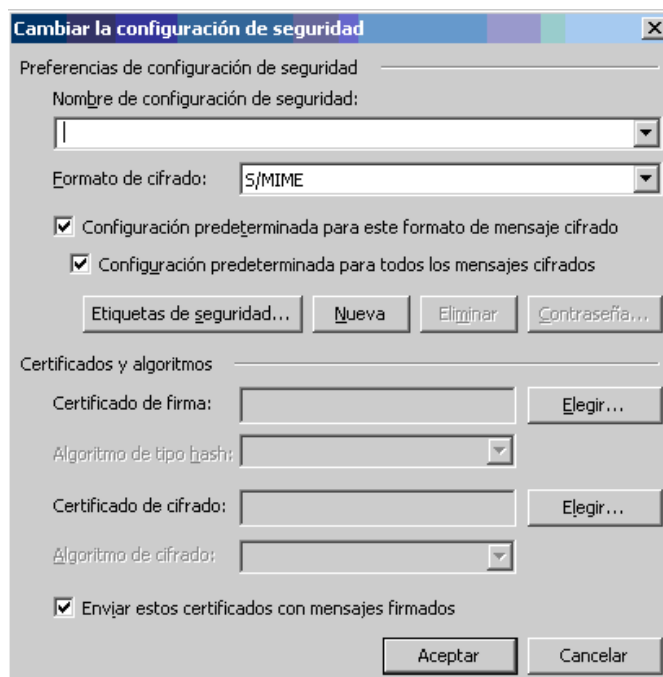 Cambiar la configuración de seguridad
Preferencias de configuración de seguridad
Nombre de configuración de seguridad:
Formato de cifrado: S/MIME
Configuración predeterminada para este formato de mensaje cifrado
Configuración predeterminada para todos los mensajes cifrados
Etiquetas de seguridad... Nueva Eliminar Contraseña...
Certificados y algoritmos
Certificado de firma: Elegir...
Algoritmo de tipo hash:
Certificado de cifrado: Elegir...
Algoritmo de cifrado:
Enviar estos certificados con mensajes firmados
Aceptar Cancelar